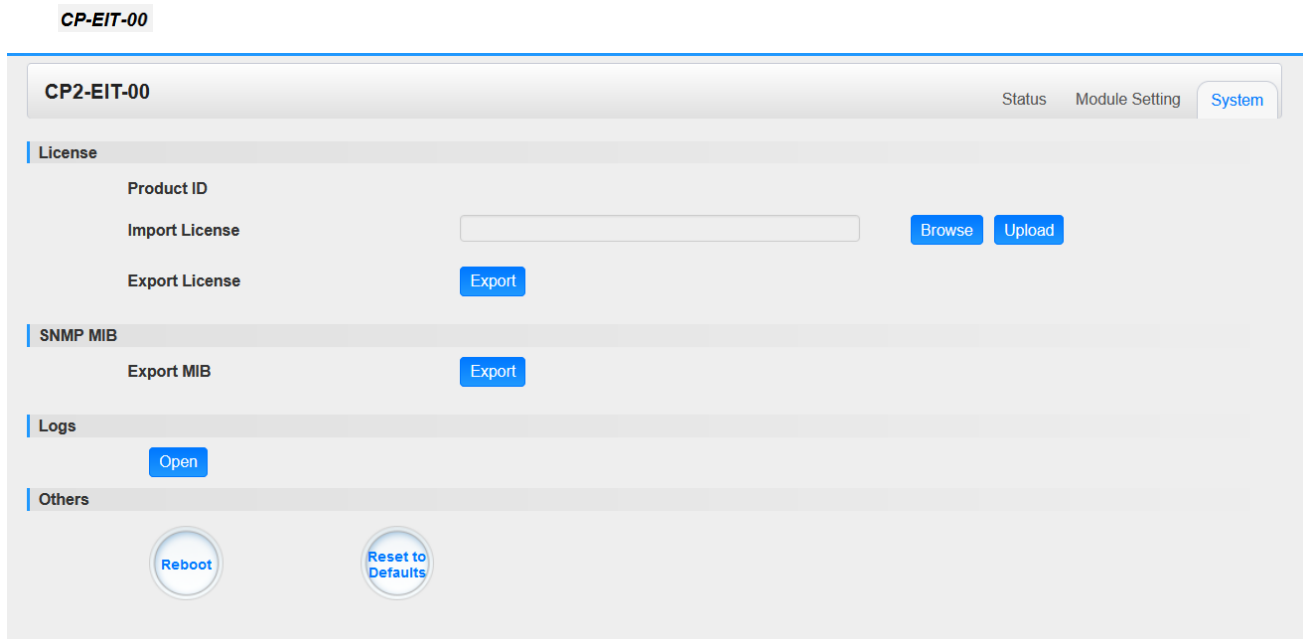 CP-EIT-00
CP2-EIT-00
Status Module Setting System
License
Product ID
Import License Browse Upload
Export License Export
SNMP MIB
Export MIB Export
Logs
Open
Others
Reboot Reset to
Defaults